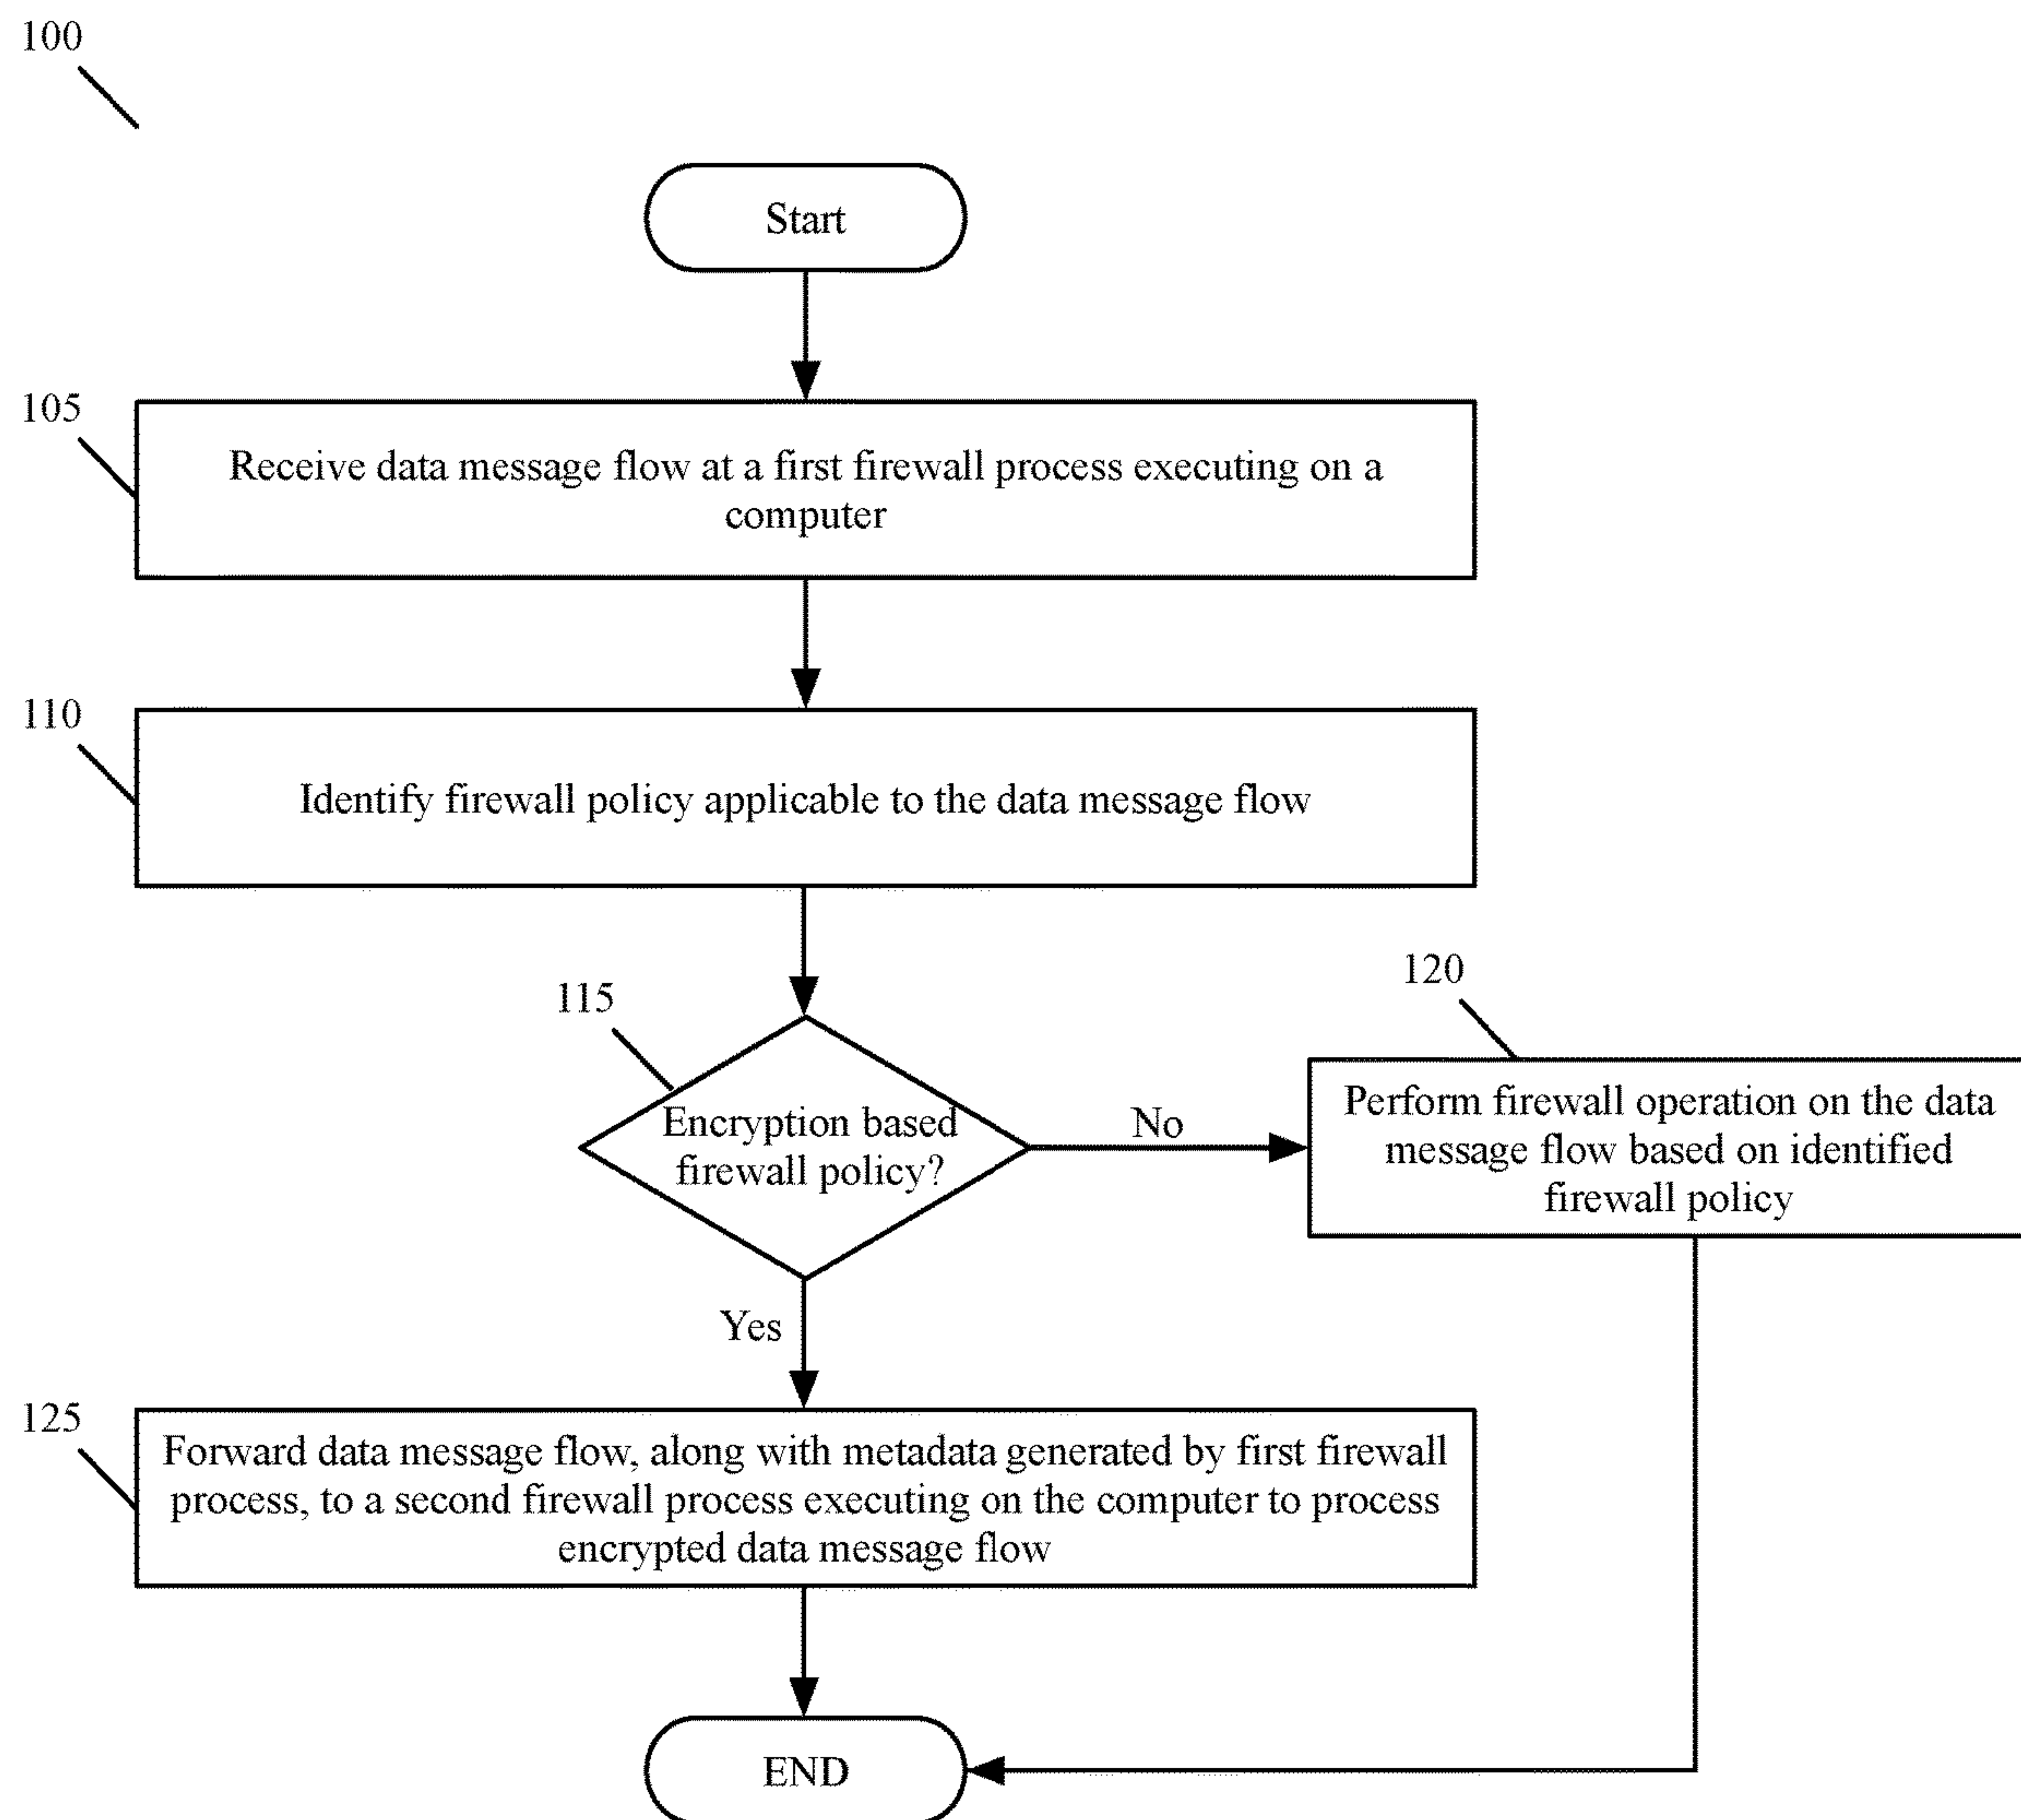 100
Start
105
Receive data message flow at a first firewall process executing on a
computer
110
Identify firewall policy applicable to the data message flow
115
Encryption based
firewall policy?
No
120
Perform firewall operation on the data
message flow based on identified
firewall policy
Yes
125
Forward data message flow, along with metadata generated by first firewall
process, to a second firewall process executing on the computer to process
encrypted data message flow
END